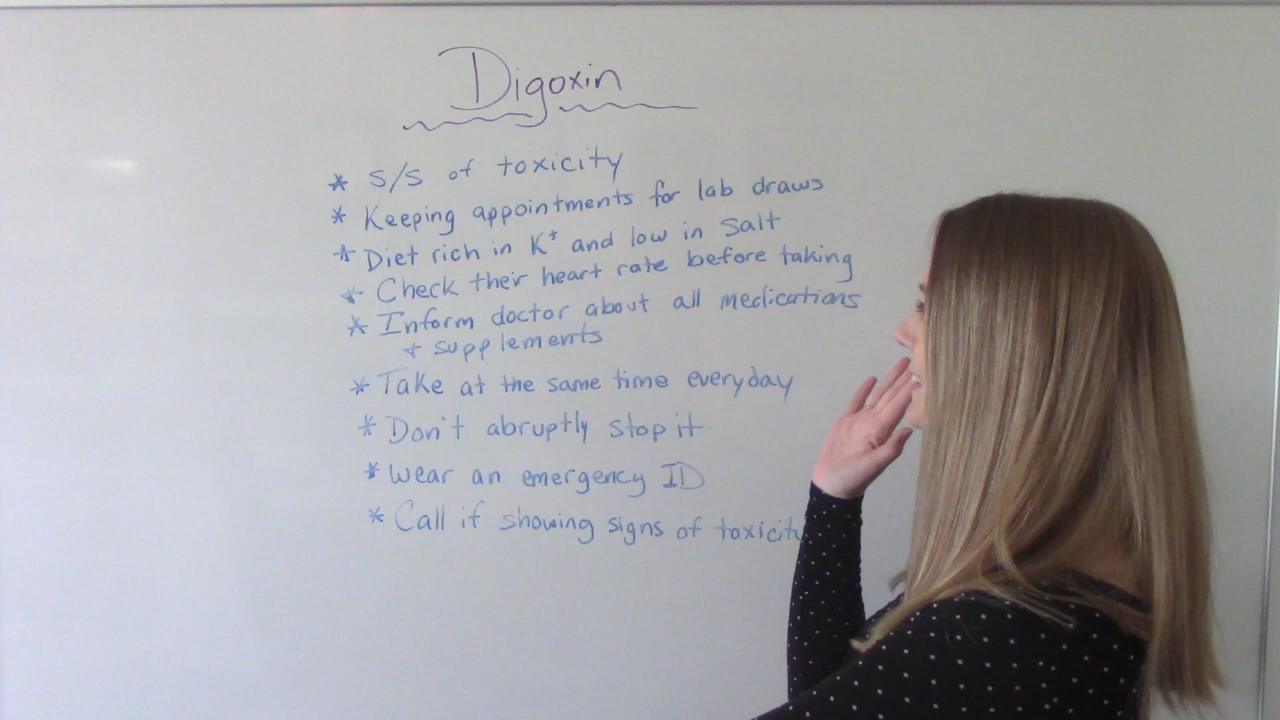 Digoxin
* S/S of toxicity
* Keeping appointments for lab draws
* Diet rich in K+ and low in salt
* Check their heart rate before taking
* Inform doctor about all medications
+ supplements
* Take at the same time everyday
* Don't abruptly stop it
* Wear an emergency ID
* Call if showing signs of toxicity